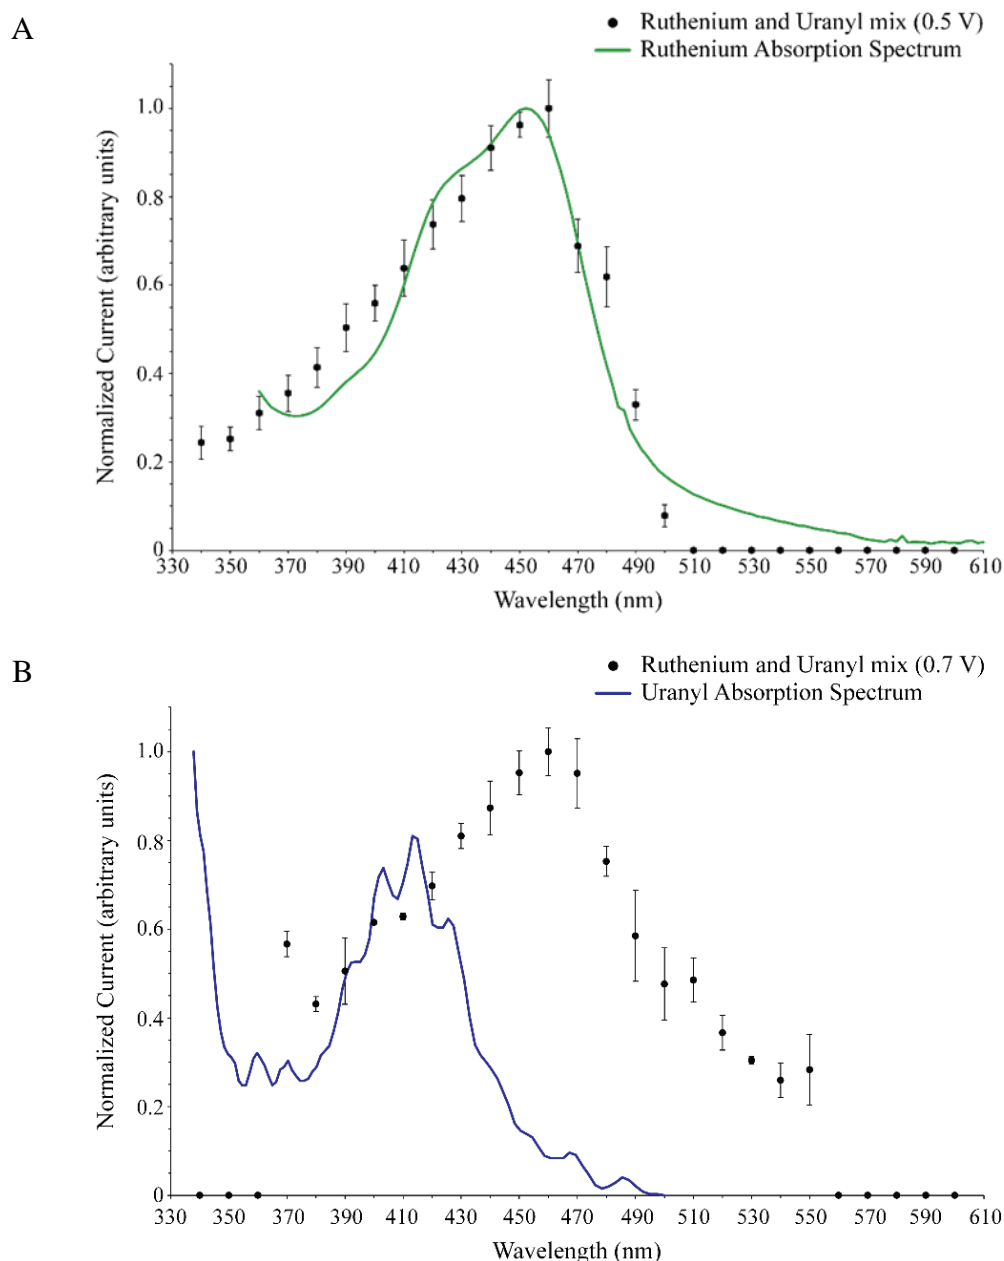 A
Ruthenium and Uranyl mix (0.5 V)
Ruthenium Absorption Spectrum
Normalized Current (arbitrary units)
1.0
0.8
0.6
0.4
0.2
0
330 350 370 390 410 430 450 470 490 510 530 550 570 590 610
Wavelength (nm)
B
Ruthenium and Uranyl mix (0.7 V)
Uranyl Absorption Spectrum
Normalized Current (arbitrary units)
1.0
0.8
0.6
0.4
0.2
0
330 350 370 390 410 430 450 470 490 510 530 550 570 590 610
Wavelength (nm)